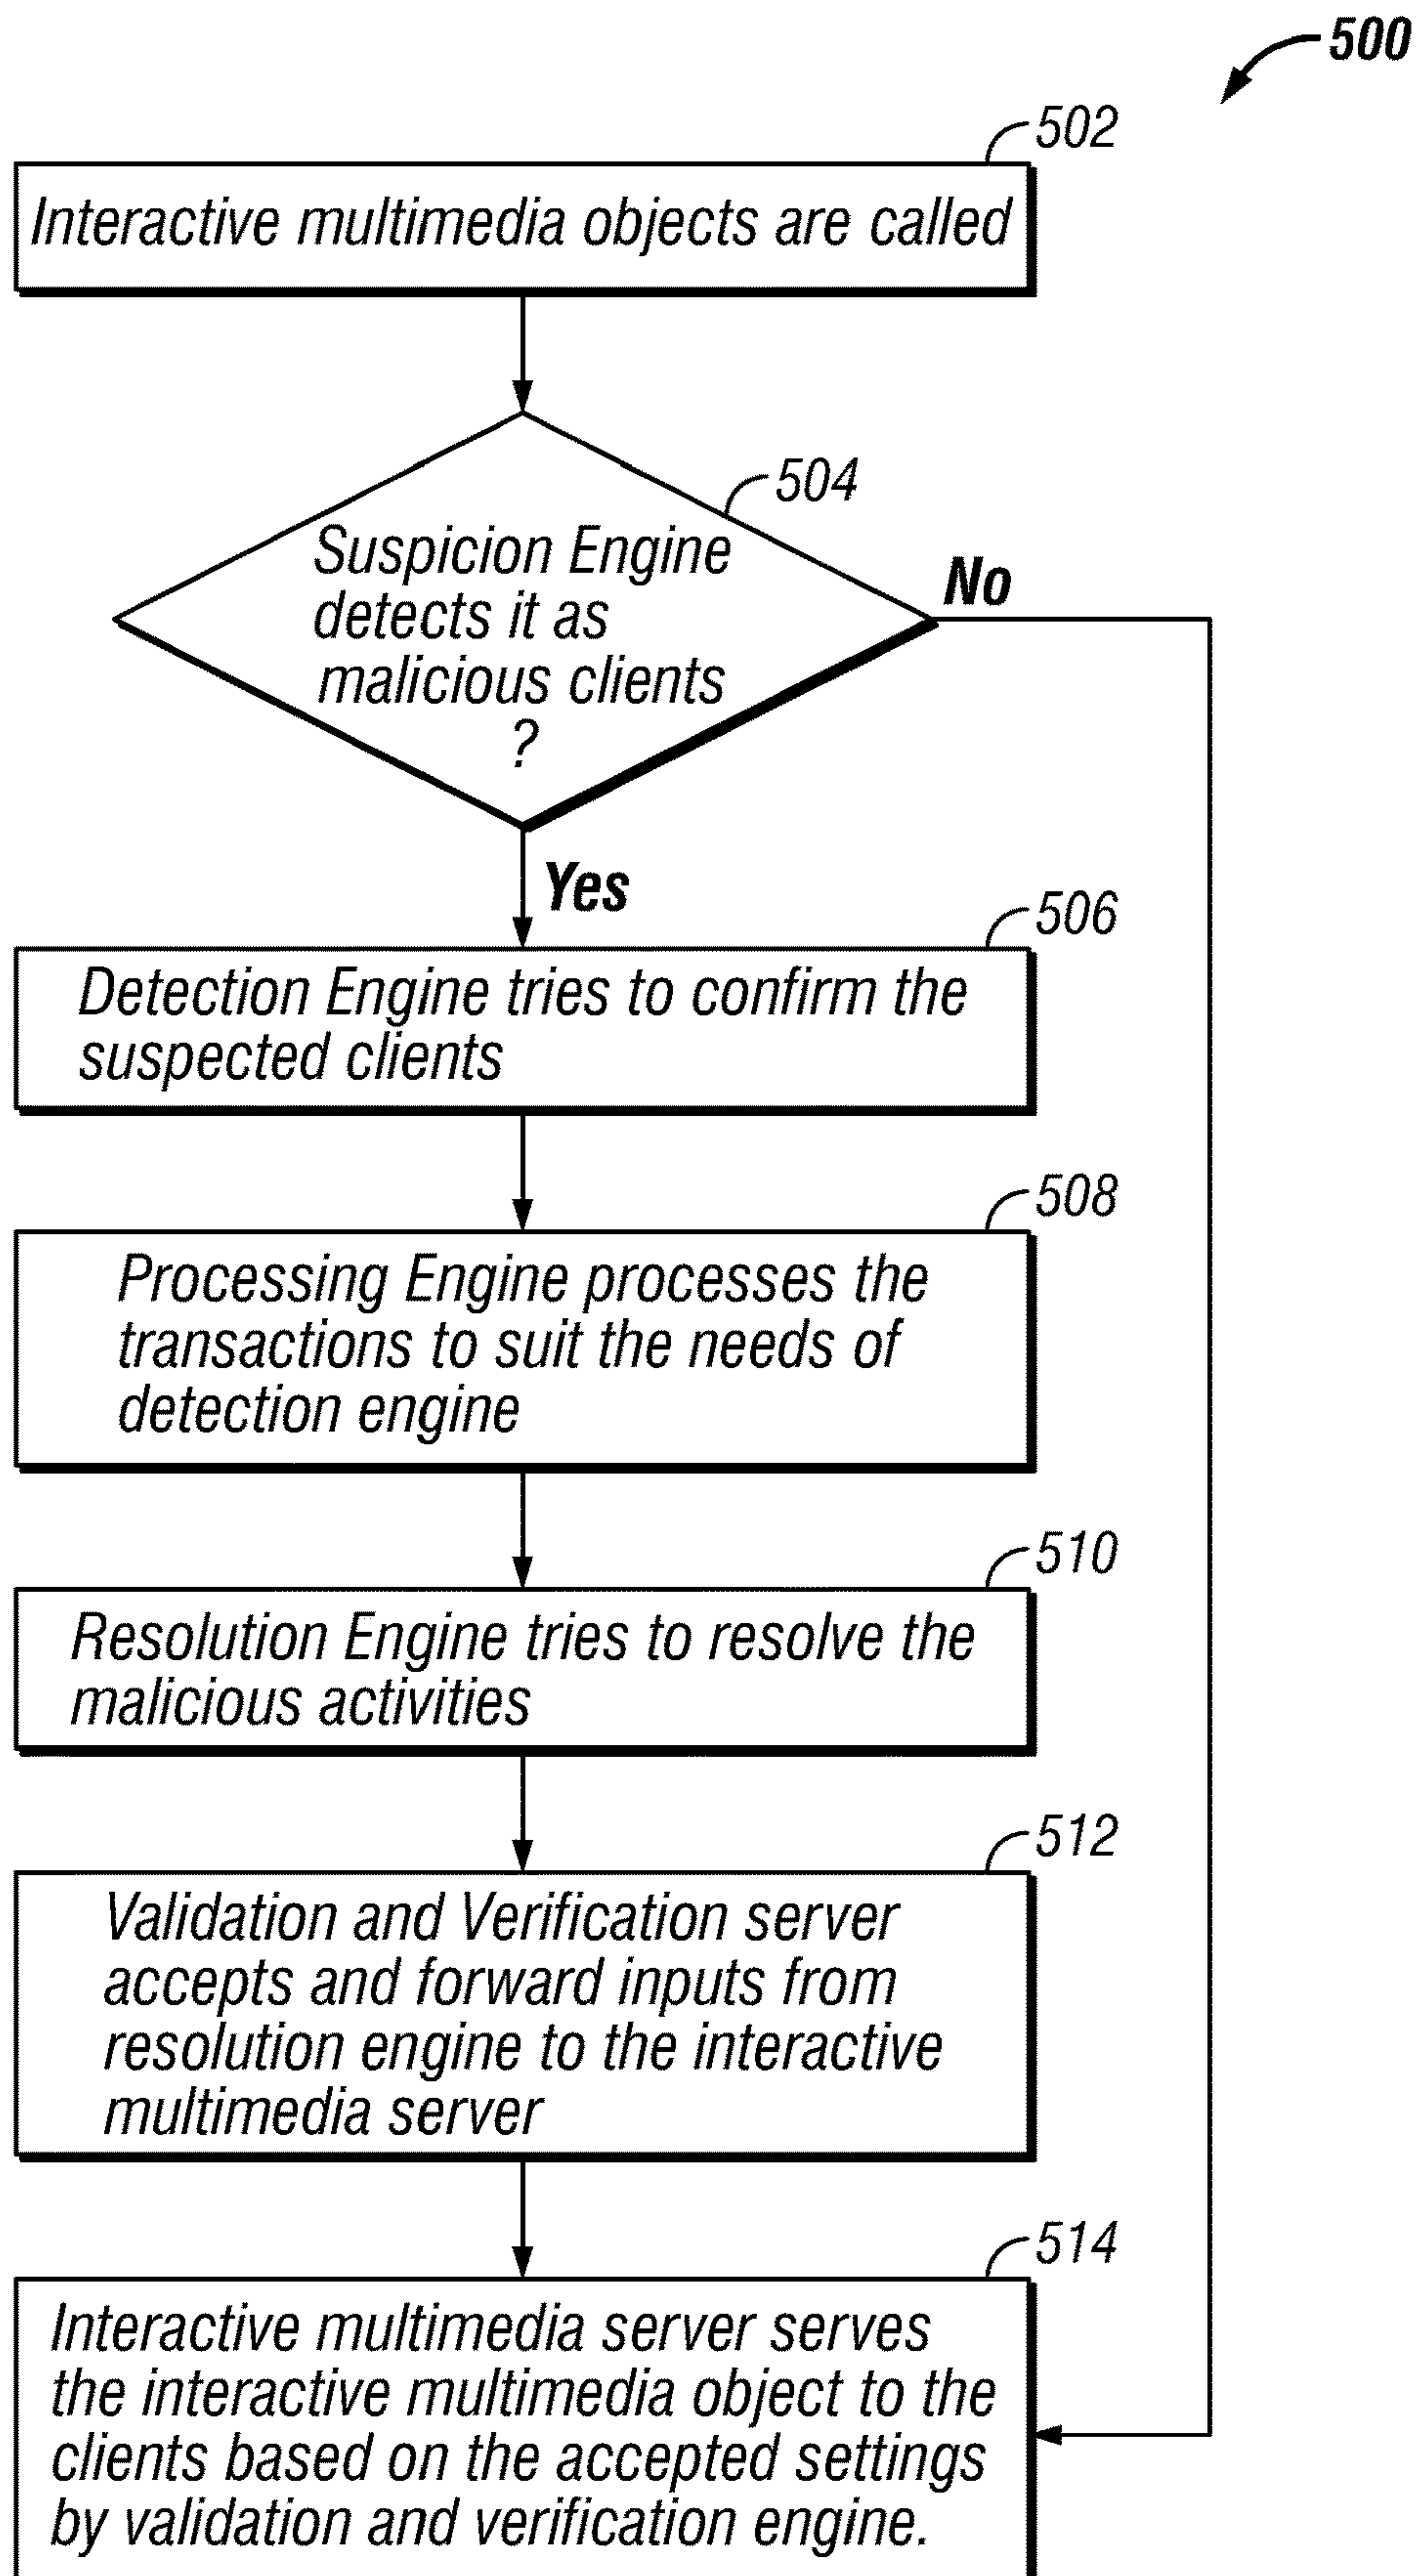 500
502
Interactive multimedia objects are called
504
Suspicion Engine
detects it as
malicious clients
?
No
Yes
506
Detection Engine tries to confirm the
suspected clients
508
Processing Engine processes the
transactions to suit the needs of
detection engine
510
Resolution Engine tries to resolve the
malicious activities
512
Validation and Verification server
accepts and forward inputs from
resolution engine to the interactive
multimedia server
514
Interactive multimedia server serves
the interactive multimedia object to the
clients based on the accepted settings
by validation and verification engine.